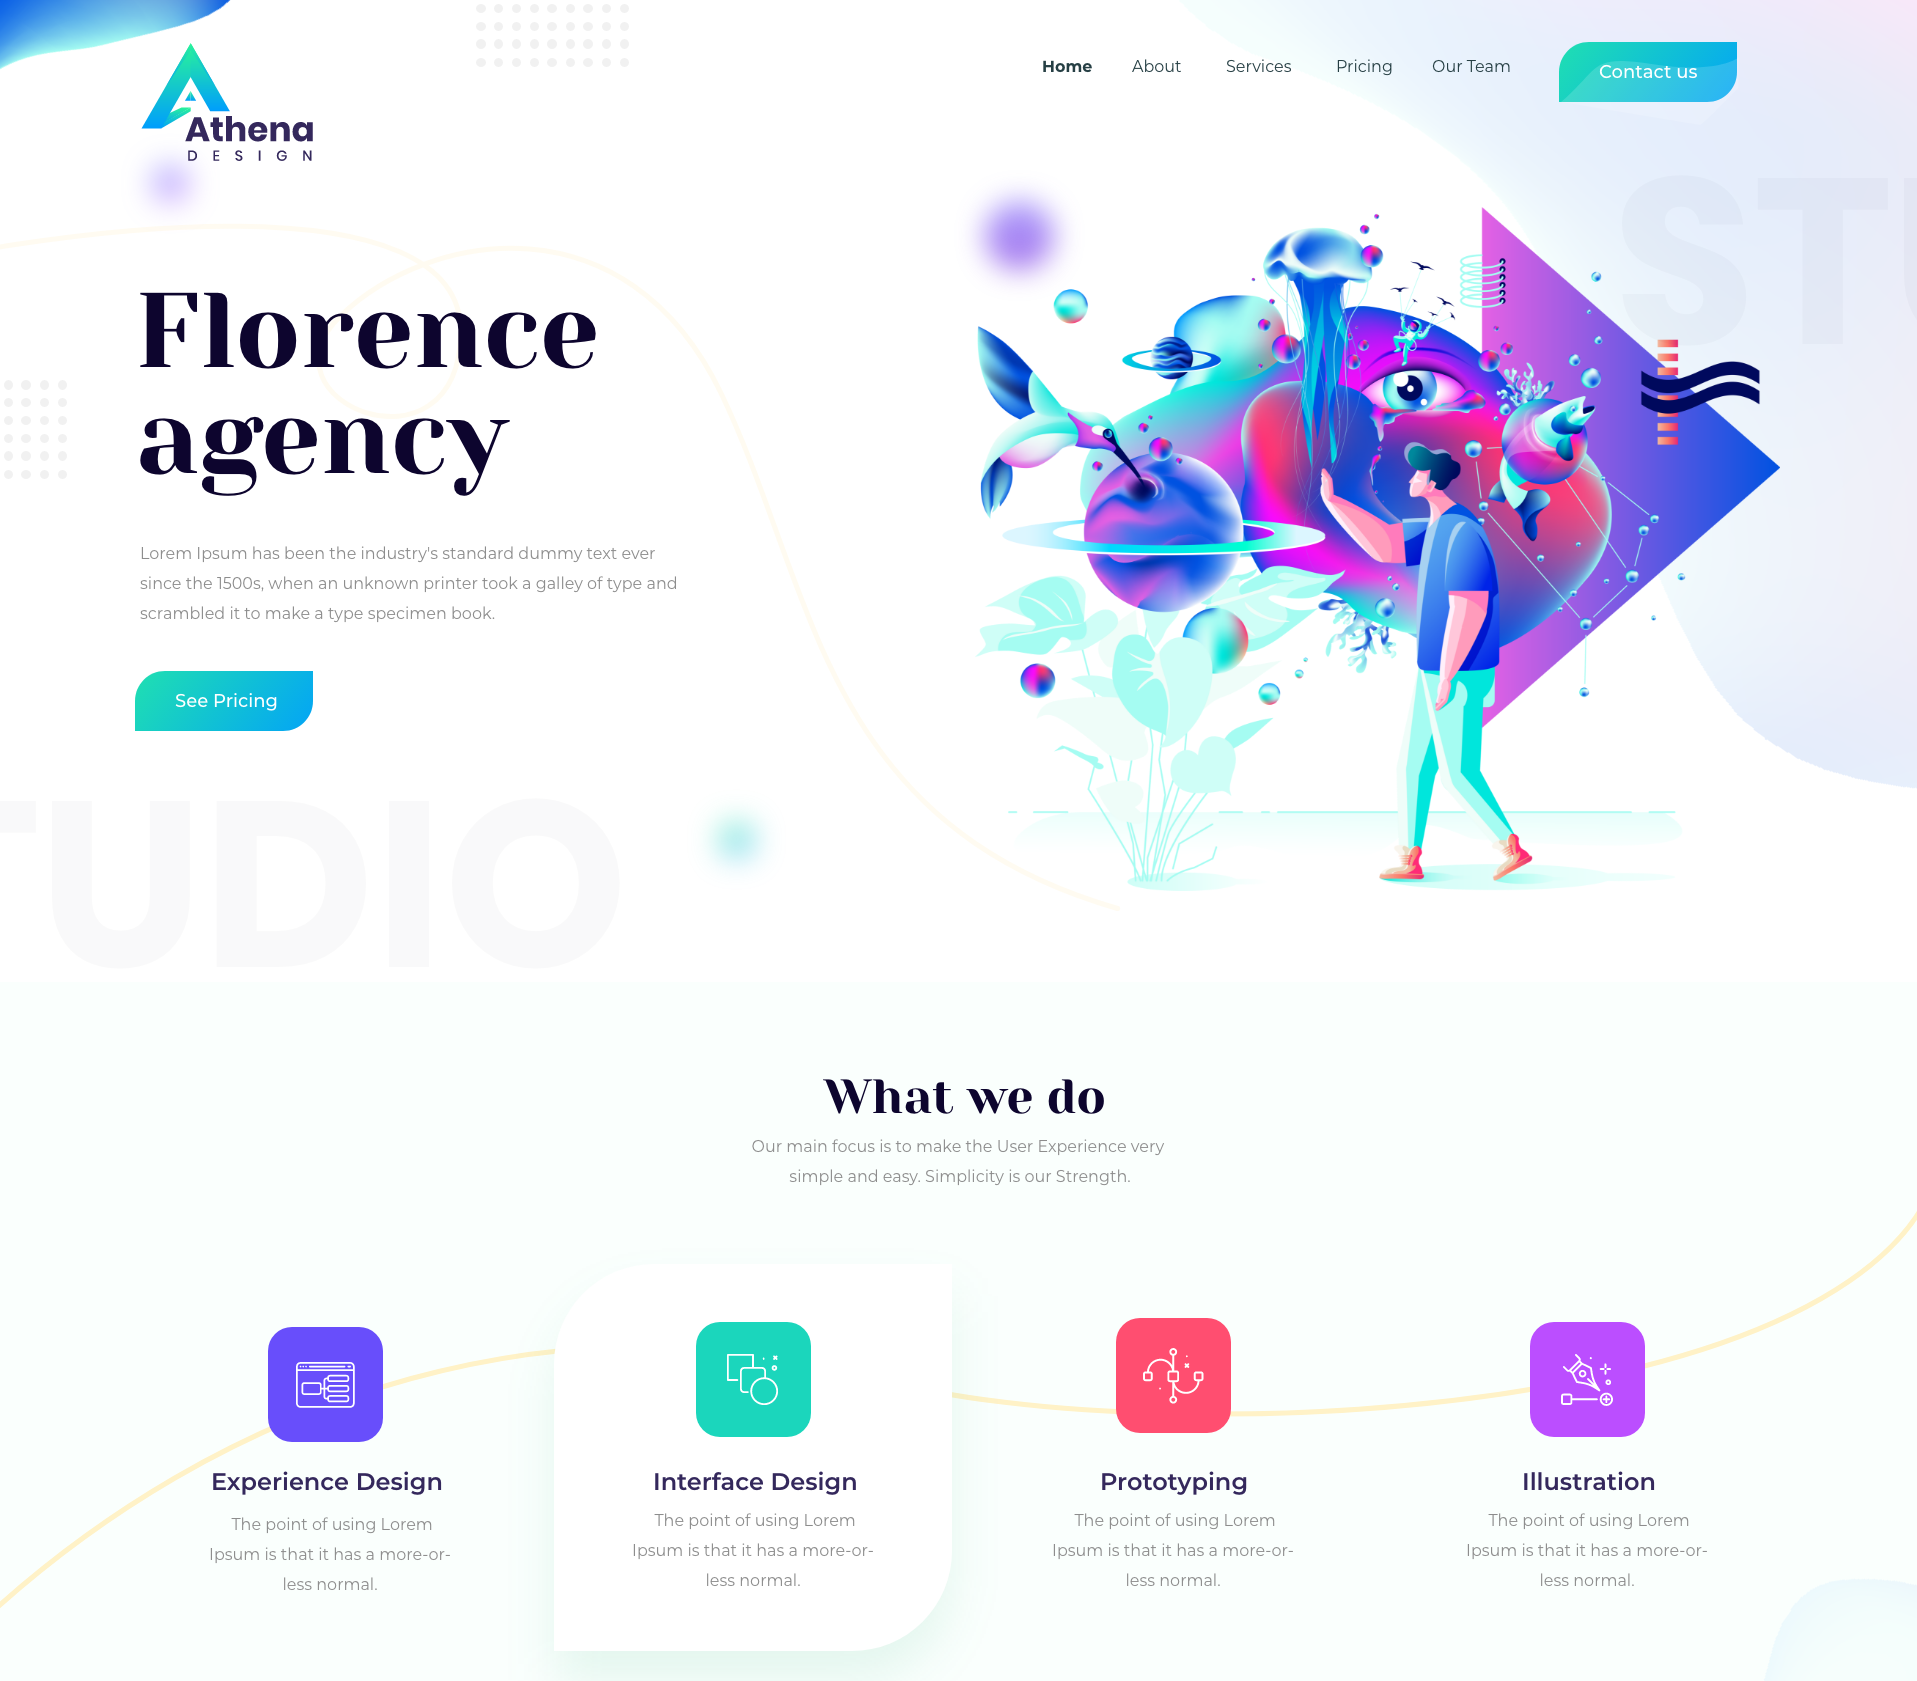 Athena
DESIGN
Home About Services Pricing Our Team Contact us
STU
Florence
agency
Lorem Ipsum has been the industry's standard dummy text ever
since the 1500s, when an unknown printer took a galley of type and
scrambled it to make a type specimen book.
See Pricing
TUDIO
What we do
Our main focus is to make the User Experience very
simple and easy. Simplicity is our Strength.
Experience Design
The point of using Lorem
Ipsum is that it has a more-or-
less normal.
Interface Design
The point of using Lorem
Ipsum is that it has a more-or-
less normal.
Prototyping
The point of using Lorem
Ipsum is that it has a more-or-
less normal.
Illustration
The point of using Lorem
Ipsum is that it has a more-or-
less normal.